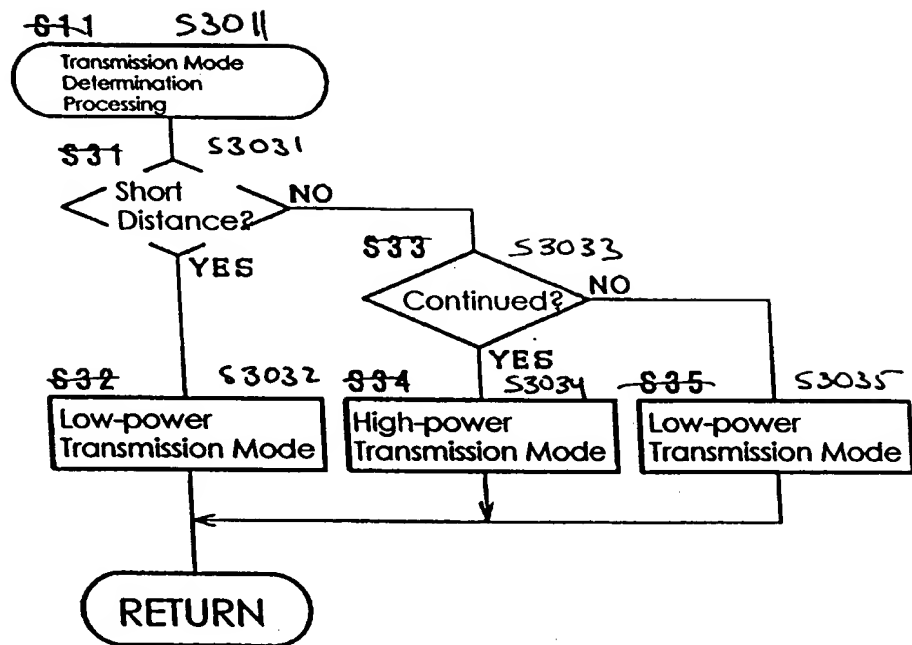 S11 S3011
Transmission Mode
Determination
Processing
S31 S3031
Short
Distance?
NO
YES
S33 S3033
Continued?
NO
YES
S32 S3032
Low-power
Transmission Mode
S34 S3034
High-power
Transmission Mode
S35 S3035
Low-power
Transmission Mode
RETURN